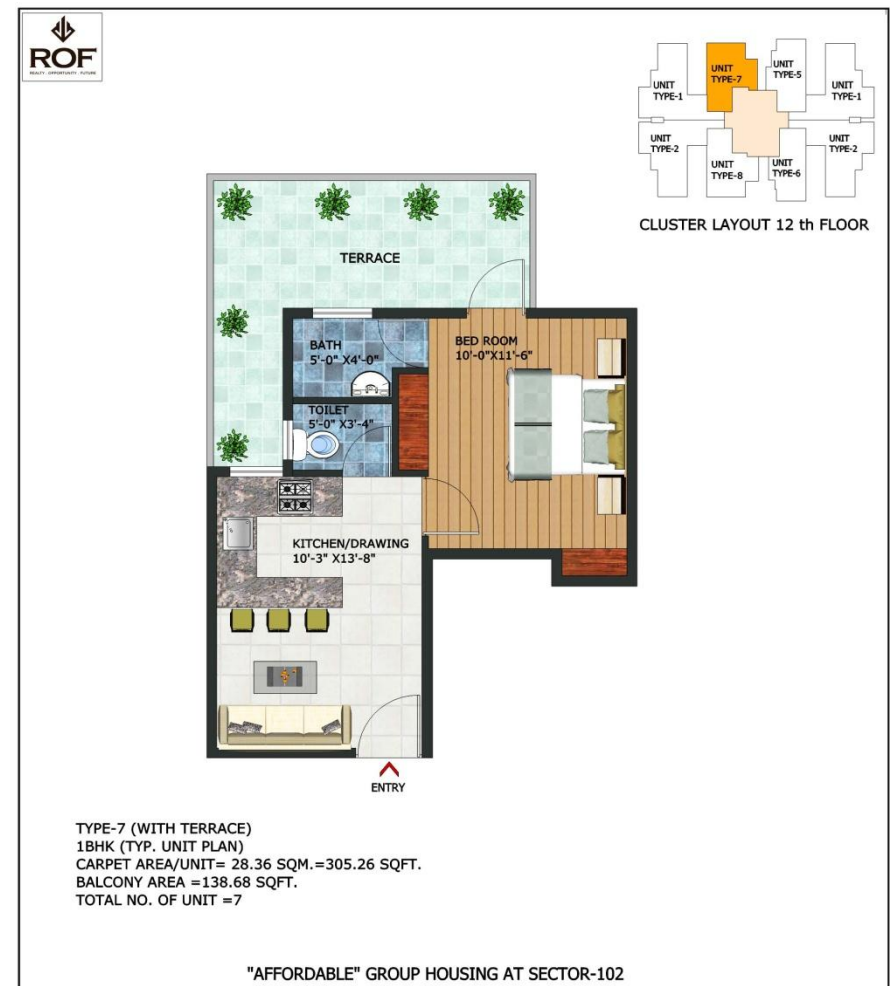 ROF
REALTY . OPPORTUNITY . FUTURE
UNIT
TYPE-1
UNIT
TYPE-7
UNIT
TYPE-5
UNIT
TYPE-1
UNIT
TYPE-2
UNIT
TYPE-8
UNIT
TYPE-6
UNIT
TYPE-2
CLUSTER LAYOUT 12 th FLOOR
TERRACE
BATH
5'-0" X4'-0"
BED ROOM
10'-0"X11'-6"
TOILET
5'-0" X3'-4"
KITCHEN/DRAWING
10'-3" X13'-8"
ENTRY
TYPE-7 (WITH TERRACE)
1BHK (TYP. UNIT PLAN)
CARPET AREA/UNIT= 28.36 SQM.=305.26 SQFT.
BALCONY AREA =138.68 SQFT.
TOTAL NO. OF UNIT =7
"AFFORDABLE" GROUP HOUSING AT SECTOR-102